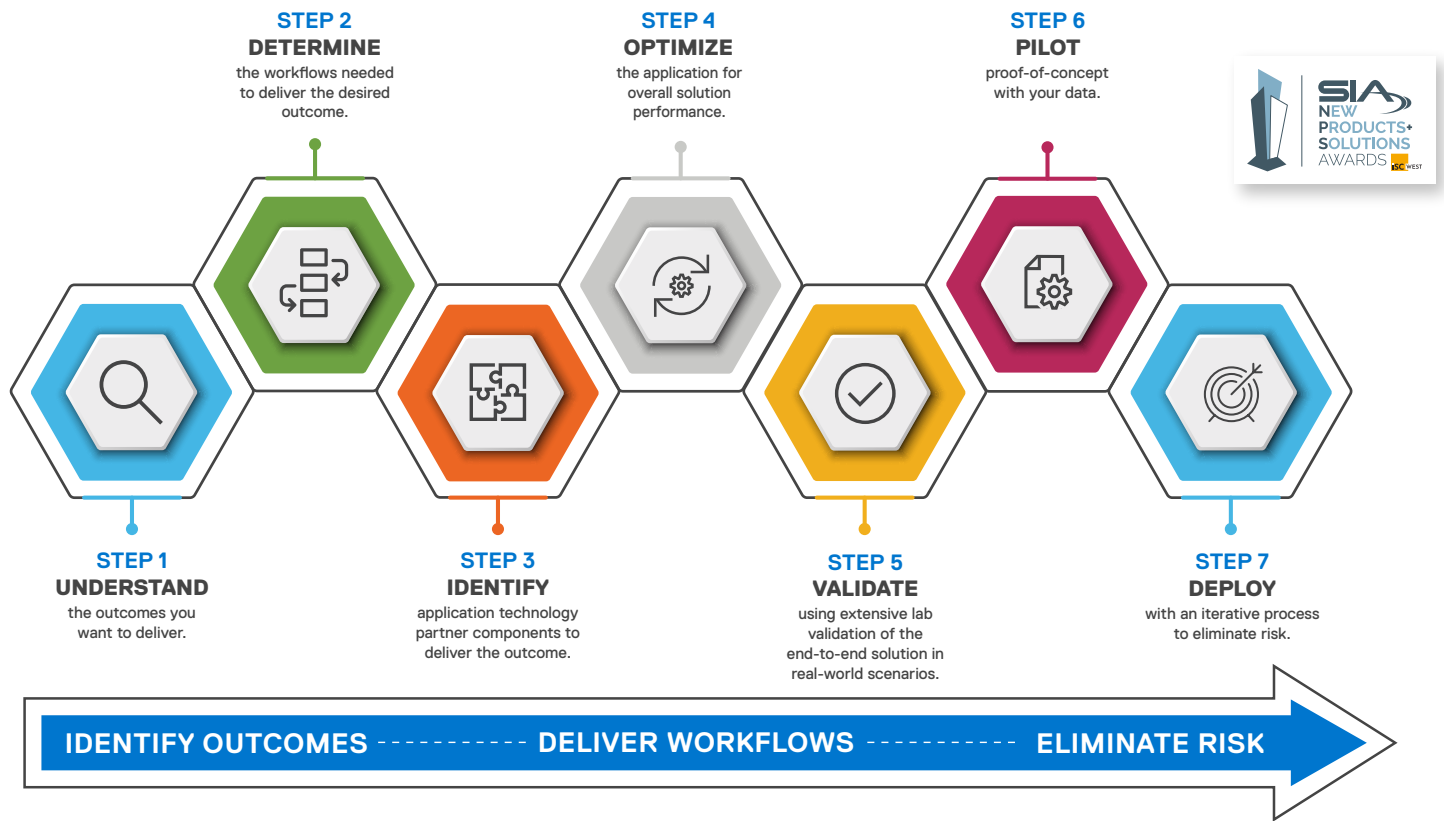 STEP 1
UNDERSTAND
the outcomes you
want to deliver.
STEP 2
DETERMINE
the workflows needed
to deliver the desired
outcome.
STEP 3
IDENTIFY
application technology
partner components to
deliver the outcome.
STEP 4
OPTIMIZE
the application for
overall solution
performance.
STEP 5
VALIDATE
using extensive lab
validation of the
end-to-end solution in
real-world scenarios.
STEP 6
PILOT
proof-of-concept
with your data.
STEP 7
DEPLOY
with an iterative process
to eliminate risk.
SIA
NEW
PRODUCTS+
SOLUTIONS
AWARDS ISC WEST
IDENTIFY OUTCOMES DELIVER WORKFLOWS ELIMINATE RISK